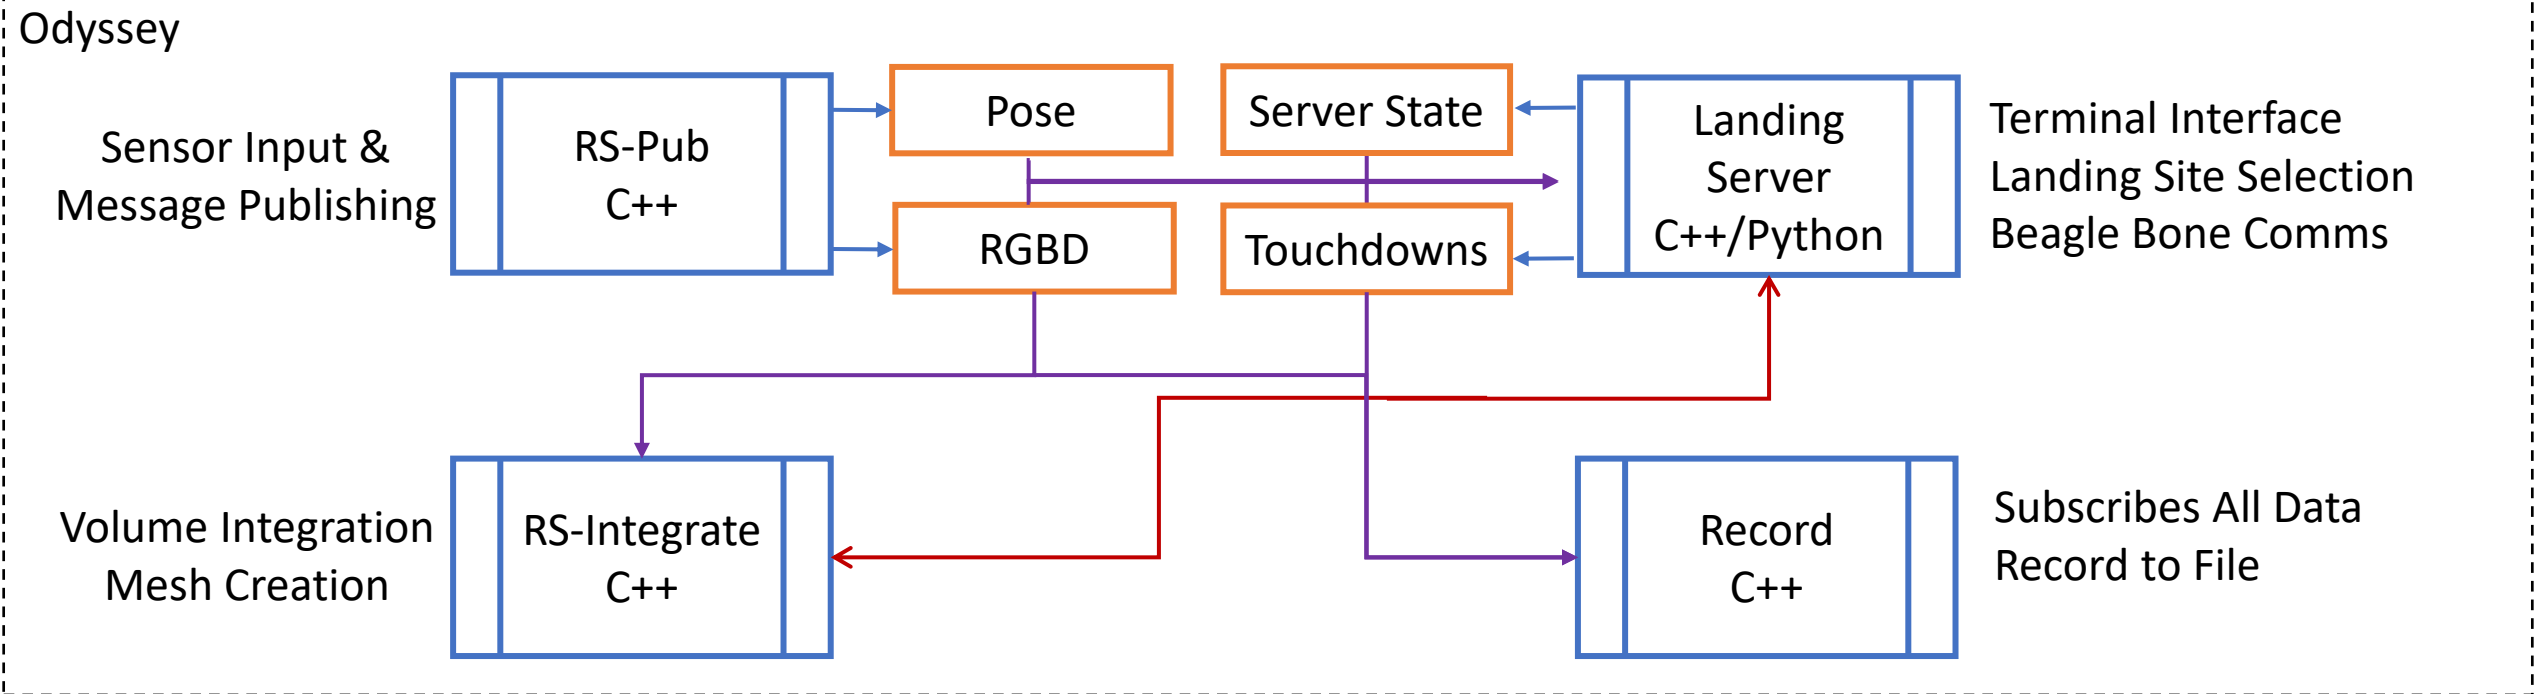 Odyssey
Sensor Input &
Message Publishing
RS-Pub
C++
Pose
RGBD
Server State
Touchdowns
Landing
Server
C++/Python
Terminal Interface
Landing Site Selection
Beagle Bone Comms
Volume Integration
Mesh Creation
RS-Integrate
C++
Record
C++
Subscribes All Data
Record to File